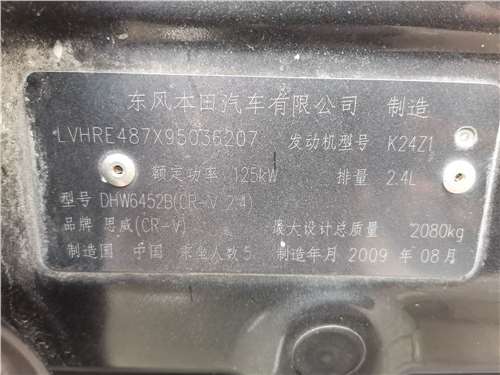 东风本田汽车有限公司 制造
LVHRE487X95036207 发动机型号 K24Z1
额定功率 125kW 排量 2.4L
型号 DHW6452B(CR-V 2.4)
品牌 思威(CR-V) 最大设计总质量 2080kg
制造国 中国 乘坐人数 5 制造年月 2009 年 08 月